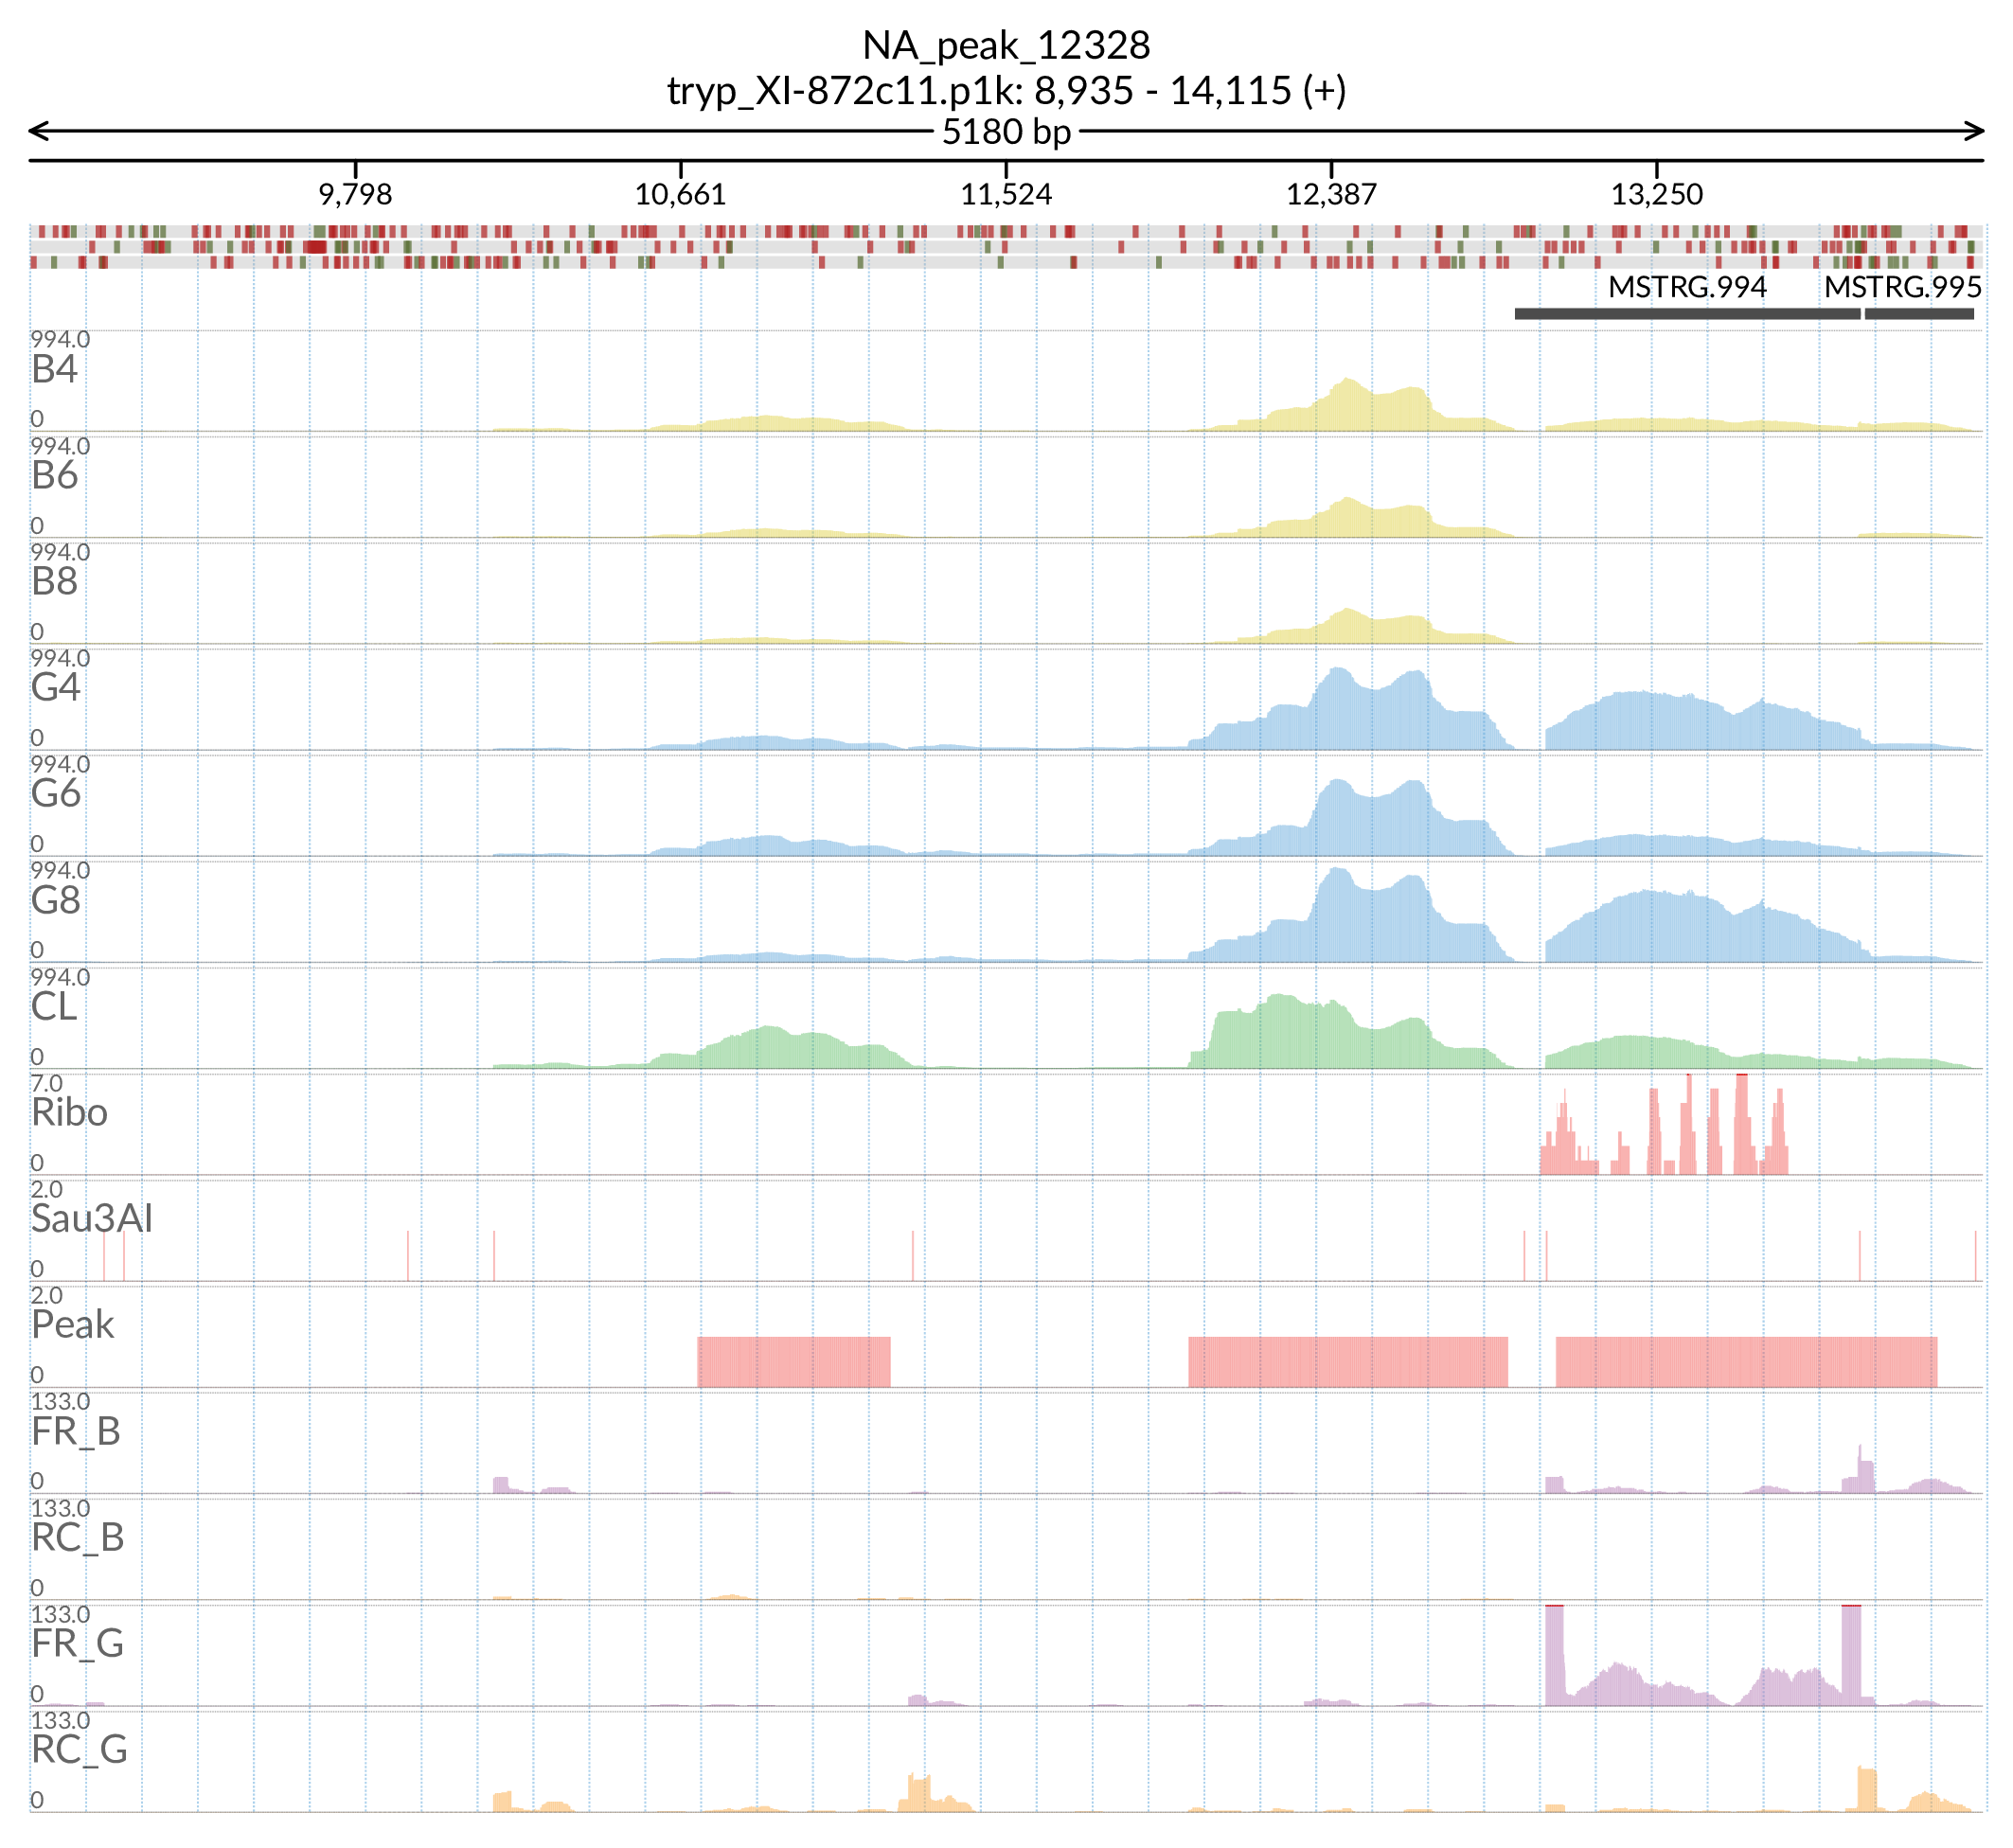 NA_peak_12328
tryp_XI-872c11.p1k: 8,935 - 14,115 (+)
5180 bp
9,798 10,661 11,524 12,387 13,250
MSTRG.994 MSTRG.995
994.0
B4
0
994.0
B6
0
994.0
B8
0
994.0
G4
0
994.0
G6
0
994.0
G8
0
994.0
CL
0
7.0
Ribo
0
2.0
Sau3AI
0
2.0
Peak
0
133.0
FR_B
0
133.0
RC_B
0
133.0
FR_G
0
133.0
RC_G
0